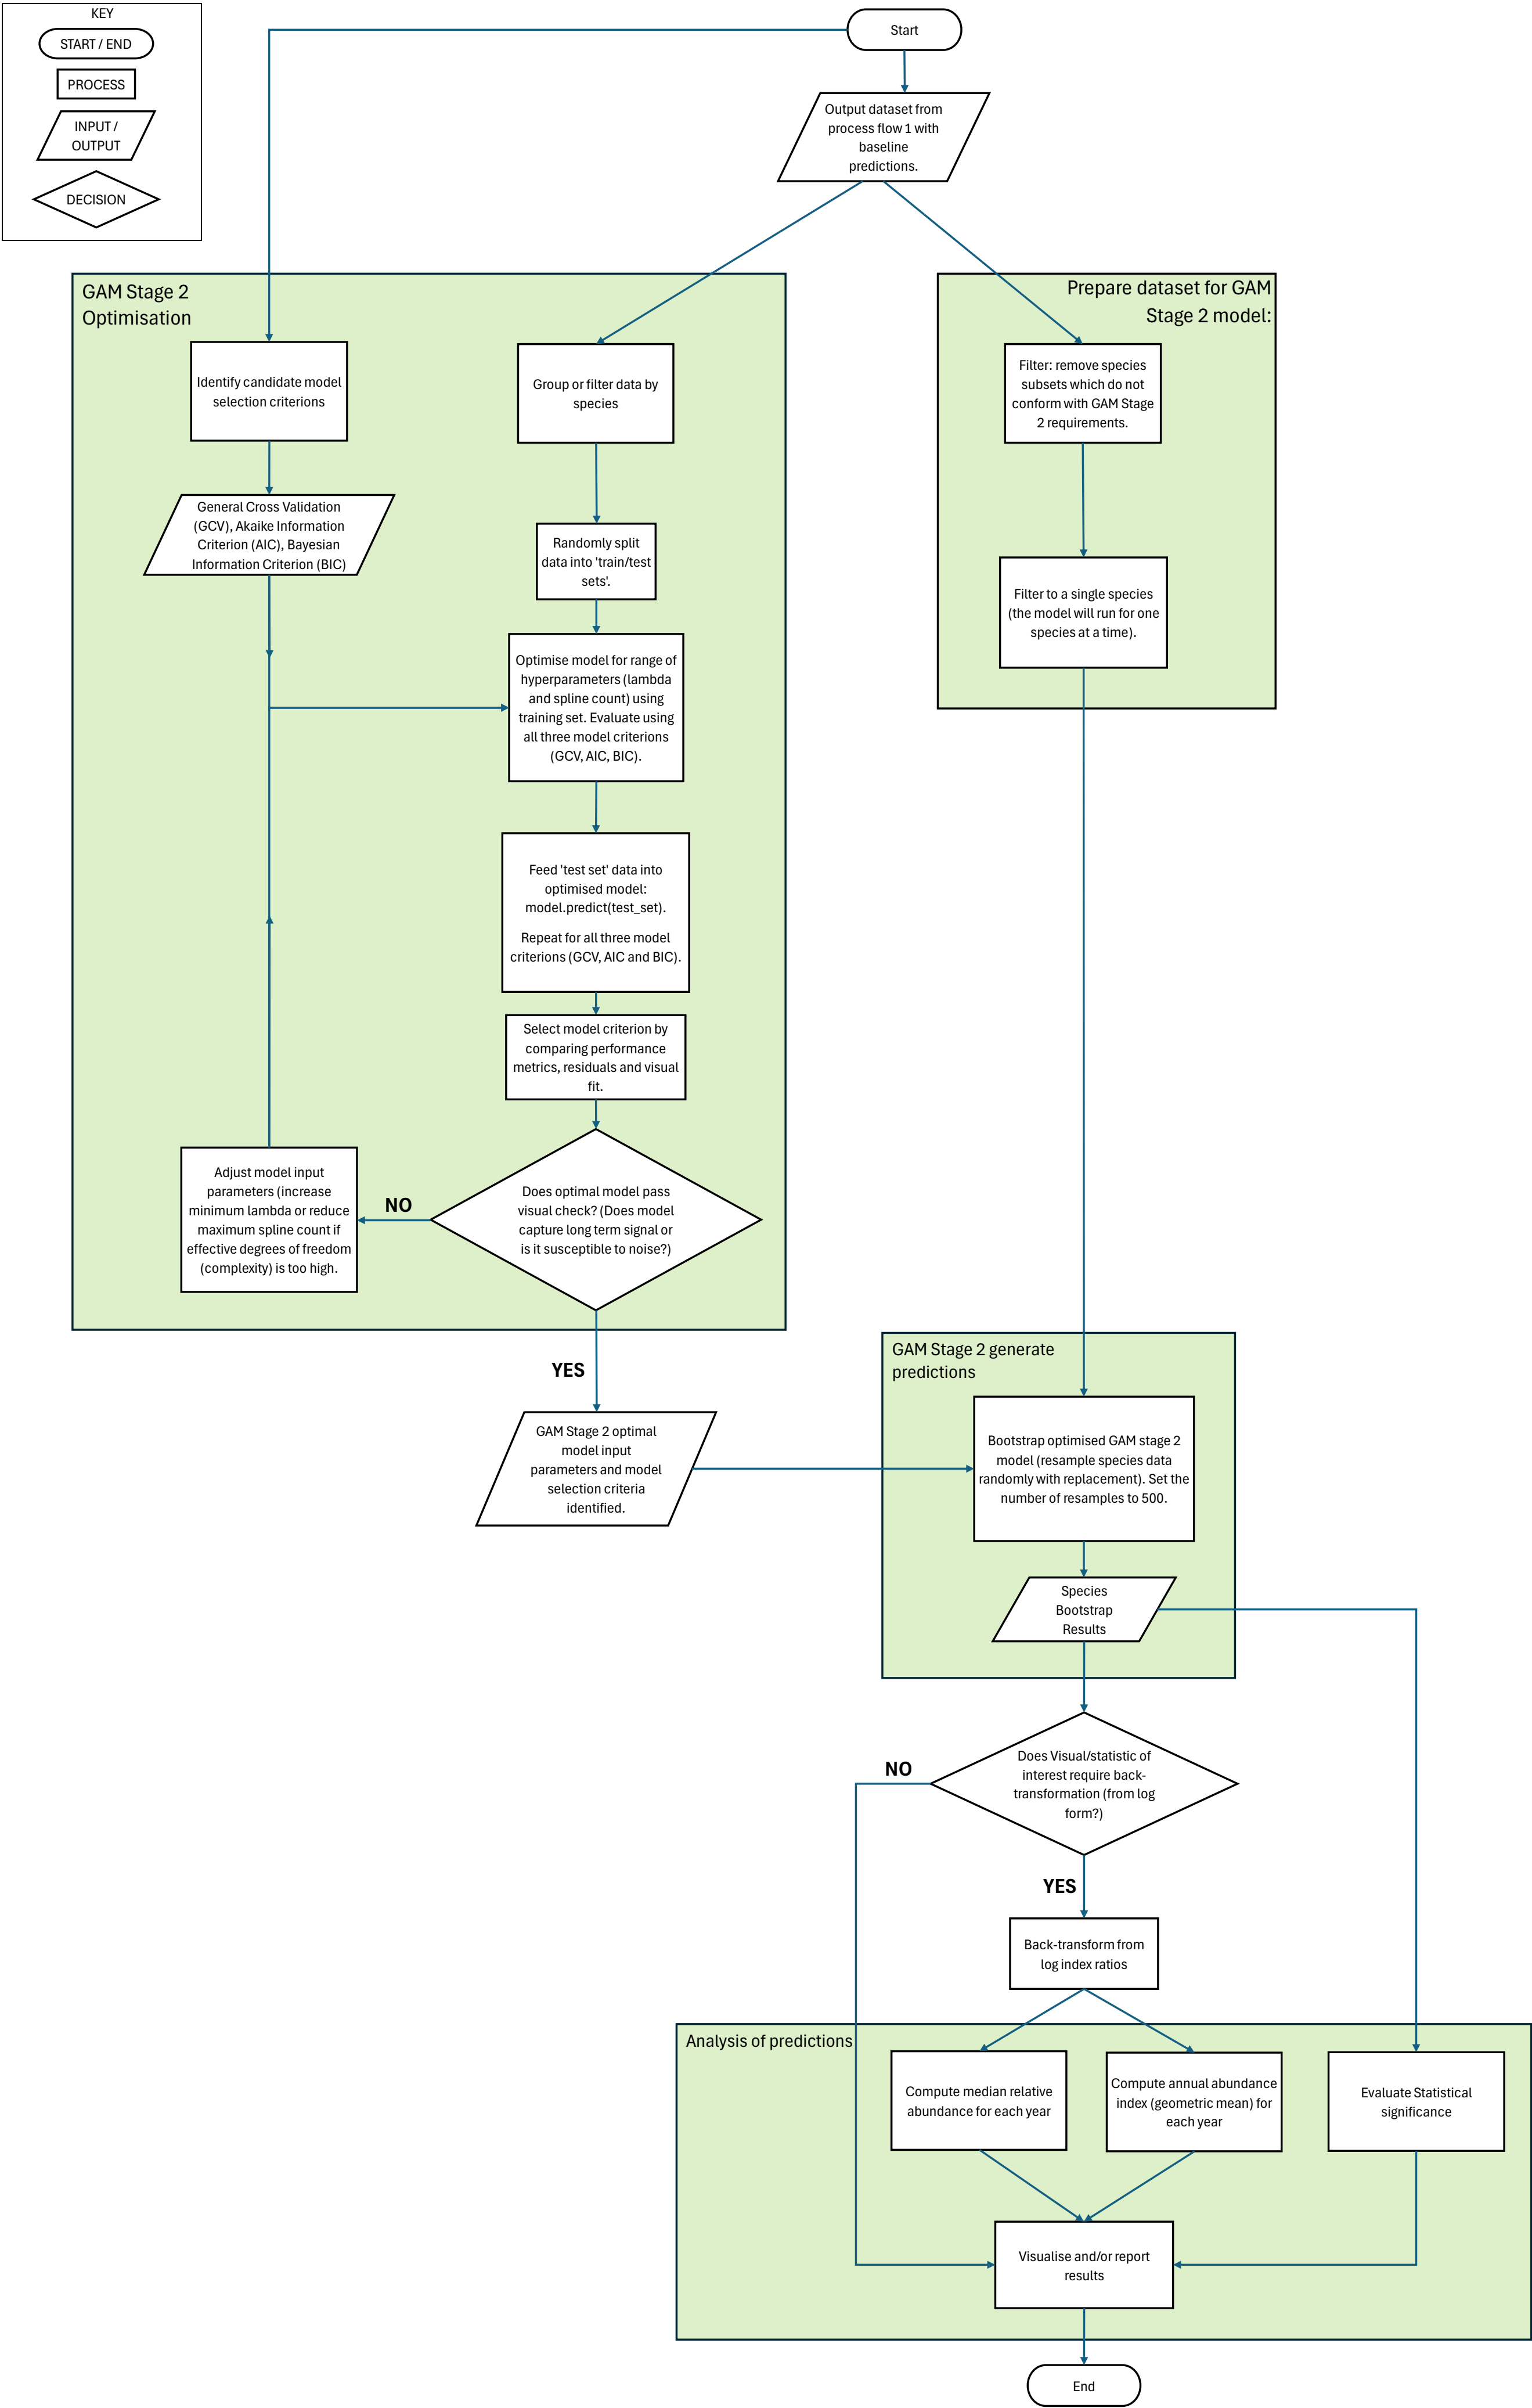 KEY
START / END
PROCESS
INPUT /
OUTPUT
DECISION
Start
Output dataset from
process flow 1 with
baseline
predictions.
GAM Stage 2
Optimisation
Identify candidate model
selection criterions
General Cross Validation
(GCV), Akaike Information
Criterion (AIC), Bayesian
Information Criterion (BIC)
Group or filter data by
species
Randomly split
data into 'train/test
sets'.
Optimise model for range of
hyperparameters (lambda
and spline count) using
training set. Evaluate using
all three model criterions
(GCV, AIC, BIC).
Feed 'test set' data into
optimised model:
model.predict(test_set).
Repeat for all three model
criterions (GCV, AIC and BIC).
Select model criterion by
comparing performance
metrics, residuals and visual
fit.
Does optimal model pass
visual check? (Does model
capture long term signal or
is it susceptible to noise?)
NO
Adjust model input
parameters (increase
minimum lambda or reduce
maximum spline count if
effective degrees of freedom
(complexity) is too high.
YES
GAM Stage 2 optimal
model input
parameters and model
selection criteria
identified.
Prepare dataset for GAM
Stage 2 model:
Filter: remove species
subsets which do not
conform with GAM Stage
2 requirements.
Filter to a single species
(the model will run for one
species at a time).
GAM Stage 2 generate
predictions
Bootstrap optimised GAM stage 2
model (resample species data
randomly with replacement). Set the
number of resamples to 500.
Species
Bootstrap
Results
Does Visual/statistic of
interest require back-
transformation (from log
form?)
NO
YES
Back-transform from
log index ratios
Analysis of predictions
Compute median relative
abundance for each year
Compute annual abundance
index (geometric mean) for
each year
Evaluate Statistical
significance
Visualise and/or report
results
End